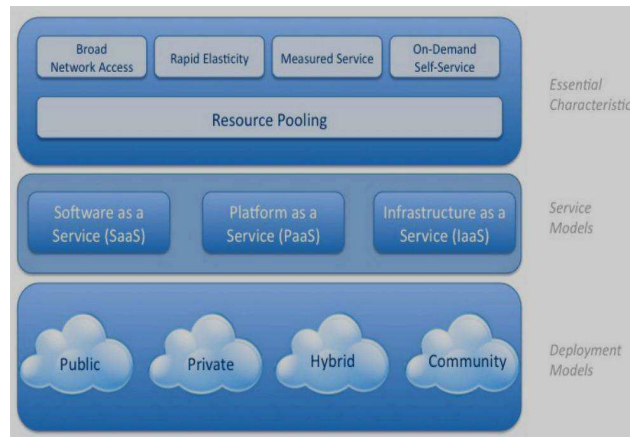 Broad
Network Access
Rapid Elasticity
Measured Service
On-Demand
Self-Service
Resource Pooling
Essential
Characteristic
Software as a
Service (SaaS)
Platform as a
Service (PaaS)
Infrastructure as a
Service (IaaS)
Service
Models
Public
Private
Hybrid
Community
Deployment
Models